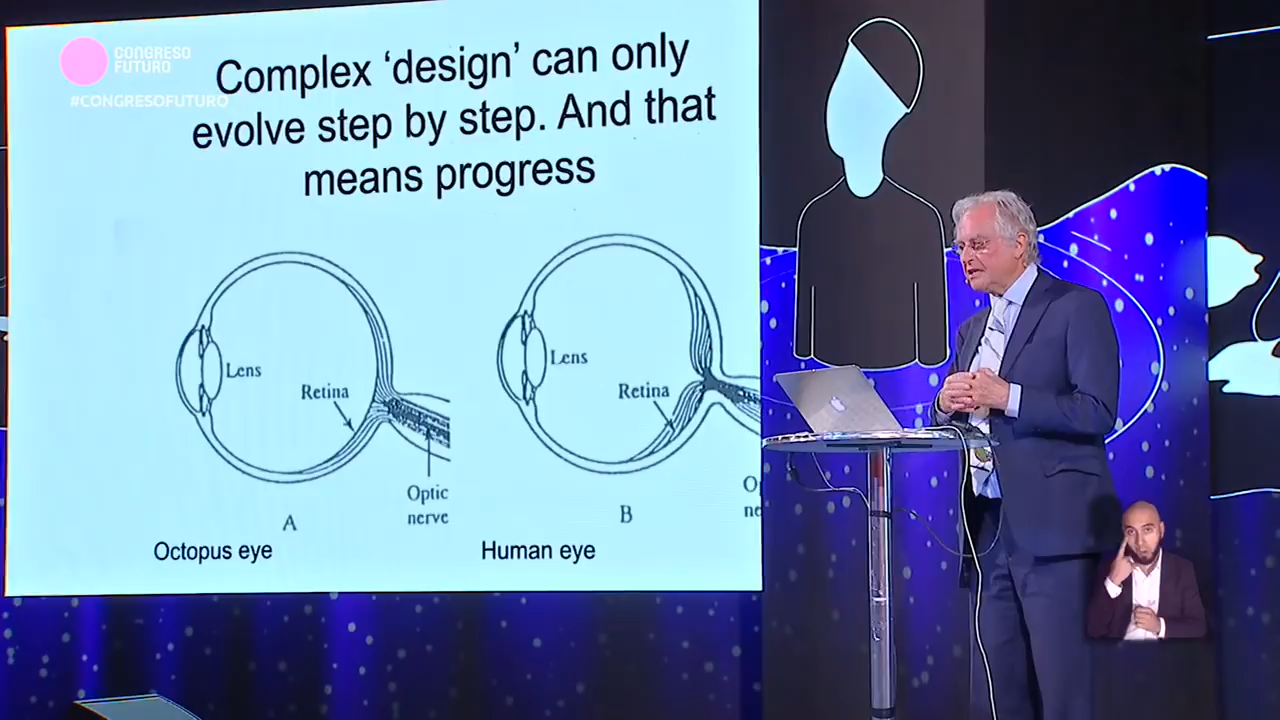 CONGRESO
FUTURO
#CONGRESOFUTURO
Complex ‘design’ can only
evolve step by step. And that
means progress
Lens
Retina
Optic
nerve
A
Octopus eye
Lens
Retina
B
Human eye